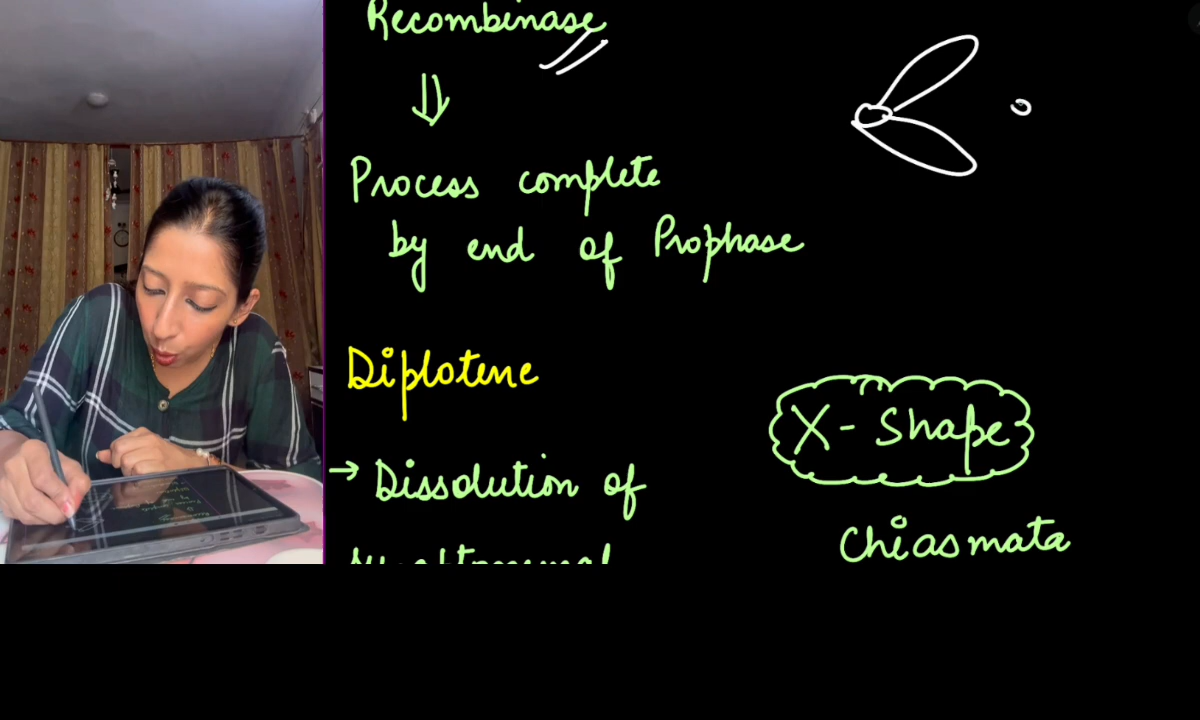 Recombinase
⇓
Process complete
by end of Prophase
Diplotene
→ Dissolution of
X - Shape
Chiasmata